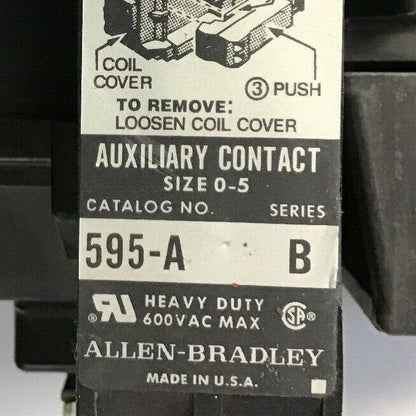 COIL
COVER
③ PUSH
TO REMOVE:
LOOSEN COIL COVER
AUXILIARY CONTACT
SIZE 0-5
CATALOG NO. SERIES
595-A B
HEAVY DUTY
600VAC MAX
ALLEN-BRADLEY
MADE IN U.S.A.